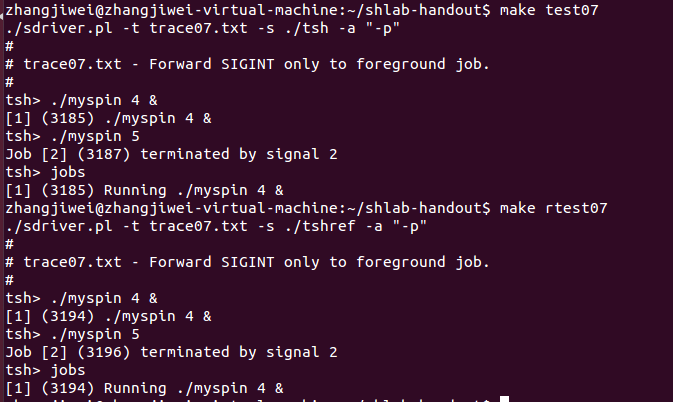 zhangjiwei@zhangjiwei-virtual-machine:~/shlab-handout$ make test07
./sdriver.pl -t trace07.txt -s ./tsh -a "-p"
#
# trace07.txt - Forward SIGINT only to foreground job.
#
tsh> ./myspin 4 &
[1] (3185) ./myspin 4 &
tsh> ./myspin 5
Job [2] (3187) terminated by signal 2
tsh> jobs
[1] (3185) Running ./myspin 4 &
zhangjiwei@zhangjiwei-virtual-machine:~/shlab-handout$ make rtest07
./sdriver.pl -t trace07.txt -s ./tshref -a "-p"
#
# trace07.txt - Forward SIGINT only to foreground job.
#
tsh> ./myspin 4 &
[1] (3194) ./myspin 4 &
tsh> ./myspin 5
Job [2] (3196) terminated by signal 2
tsh> jobs
[1] (3194) Running ./myspin 4 &